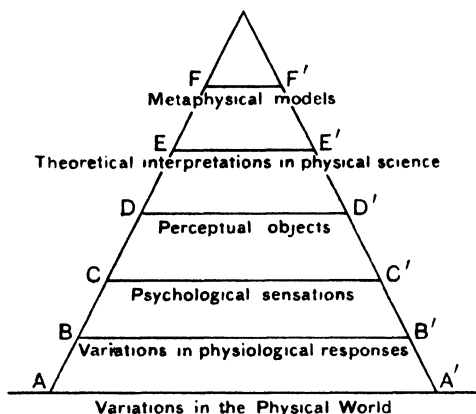 F F′
Metaphysical models
E E′
Theoretical interpretations in physical science
D D′
Perceptual objects
C C′
Psychological sensations
B B′
Variations in physiological responses
A A′
Variations in the Physical World